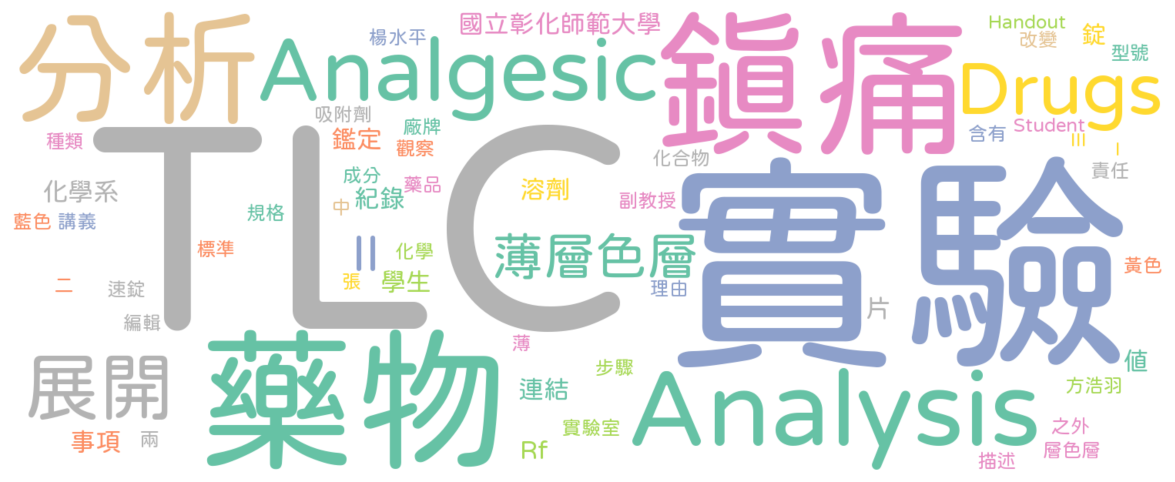 國立彰化師範大學
Handout
楊水平
改變
錠
型號
分析
Analgesic
鎮痛
Drugs
吸附劑
種類
鑑定
廠牌
觀察
含有
Student
III
I
化合物
責任
TLC
成分
藥品
化學系
紀錄
中
溶劑
副教授
實驗
藍色
講義
規格
標準
II
化學
薄層色層
黃色
二
速錠
張
學生
理由
片
編輯
薄
展開
藥物
步驟
連結
Analysis
值
方浩羽
事項
兩
Rf
實驗室
之外
層色層
描述